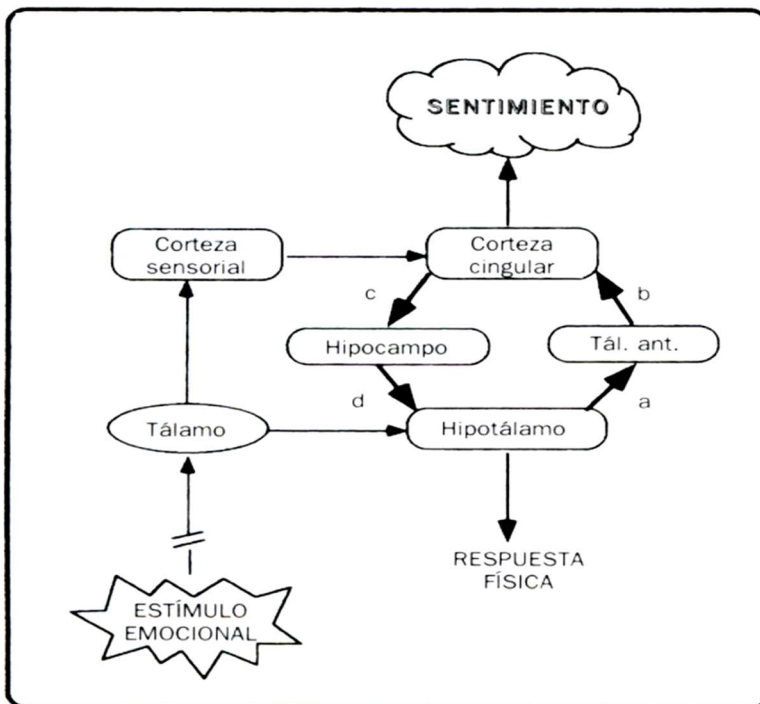 SENTIMIENTO
Corteza
sensorial
Corteza
cingular
c
b
Hipocampo
Tál. ant.
d
a
Tálamo
Hipotálamo
RESPUESTA
FÍSICA
ESTÍMULO
EMOCIONAL